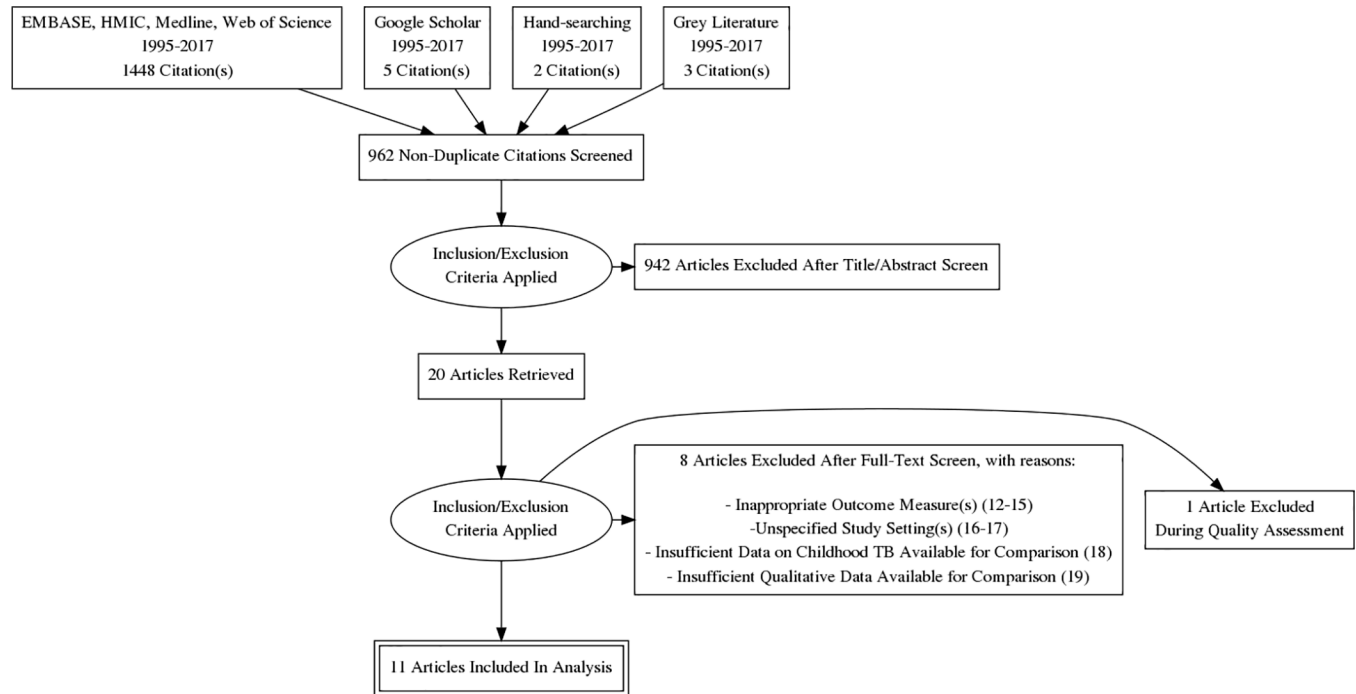 EMBASE, HMIC, Medline, Web of Science
1995-2017
1448 Citation(s)
Google Scholar
1995-2017
5 Citation(s)
Hand-searching
1995-2017
2 Citation(s)
Grey Literature
1995-2017
3 Citation(s)
962 Non-Duplicate Citations Screened
Inclusion/Exclusion
Criteria Applied
942 Articles Excluded After Title/Abstract Screen
20 Articles Retrieved
Inclusion/Exclusion
Criteria Applied
8 Articles Excluded After Full-Text Screen, with reasons:
- Inappropriate Outcome Measure(s) (12-15)
-Unspecified Study Setting(s) (16-17)
- Insufficient Data on Childhood TB Available for Comparison (18)
- Insufficient Qualitative Data Available for Comparison (19)
1 Article Excluded
During Quality Assessment
11 Articles Included In Analysis